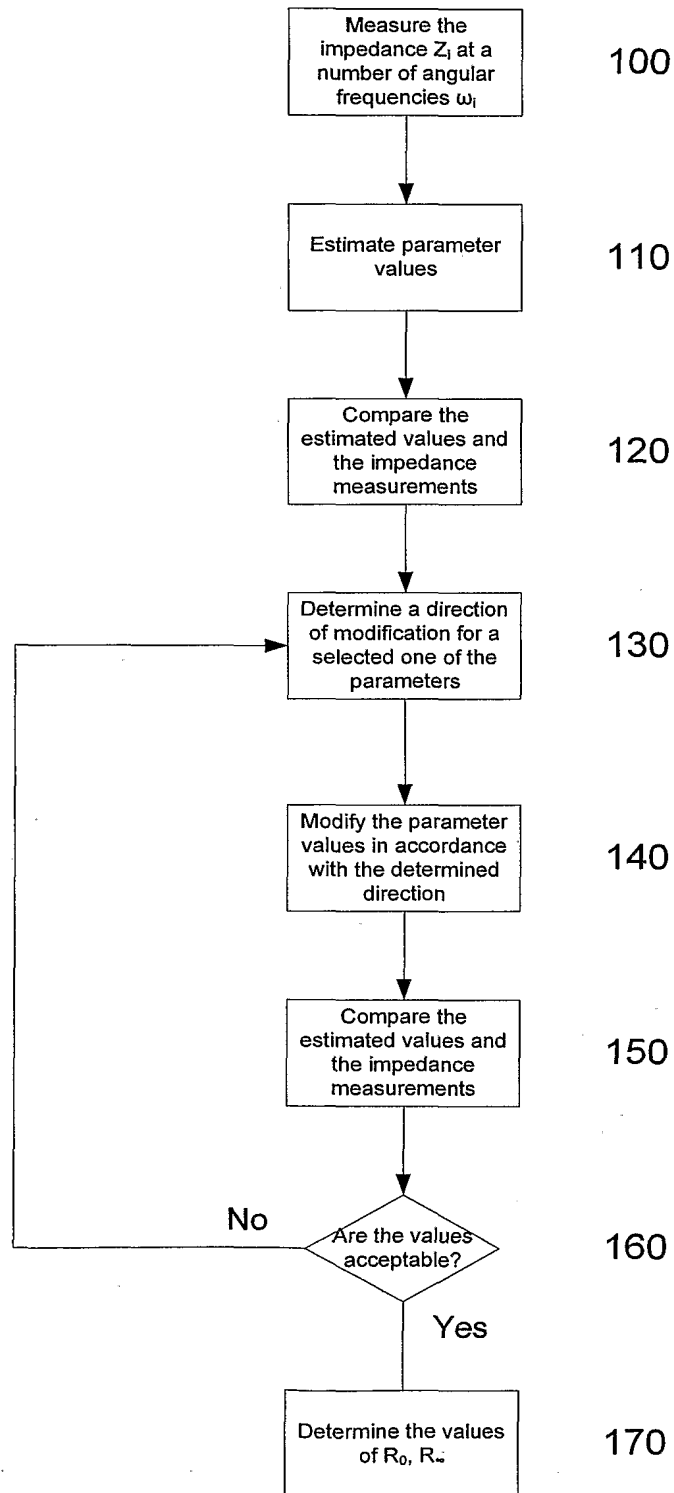 Measure the
impedance Zᵢ at a
number of angular
frequencies ωᵢ
100
Estimate parameter
values
110
Compare the
estimated values and
the impedance
measurements
120
Determine a direction
of modification for a
selected one of the
parameters
130
Modify the parameter
values in accordance
with the determined
direction
140
Compare the
estimated values and
the impedance
measurements
150
No
Are the values
acceptable?
160
Yes
Determine the values
of R₀, R∞
170